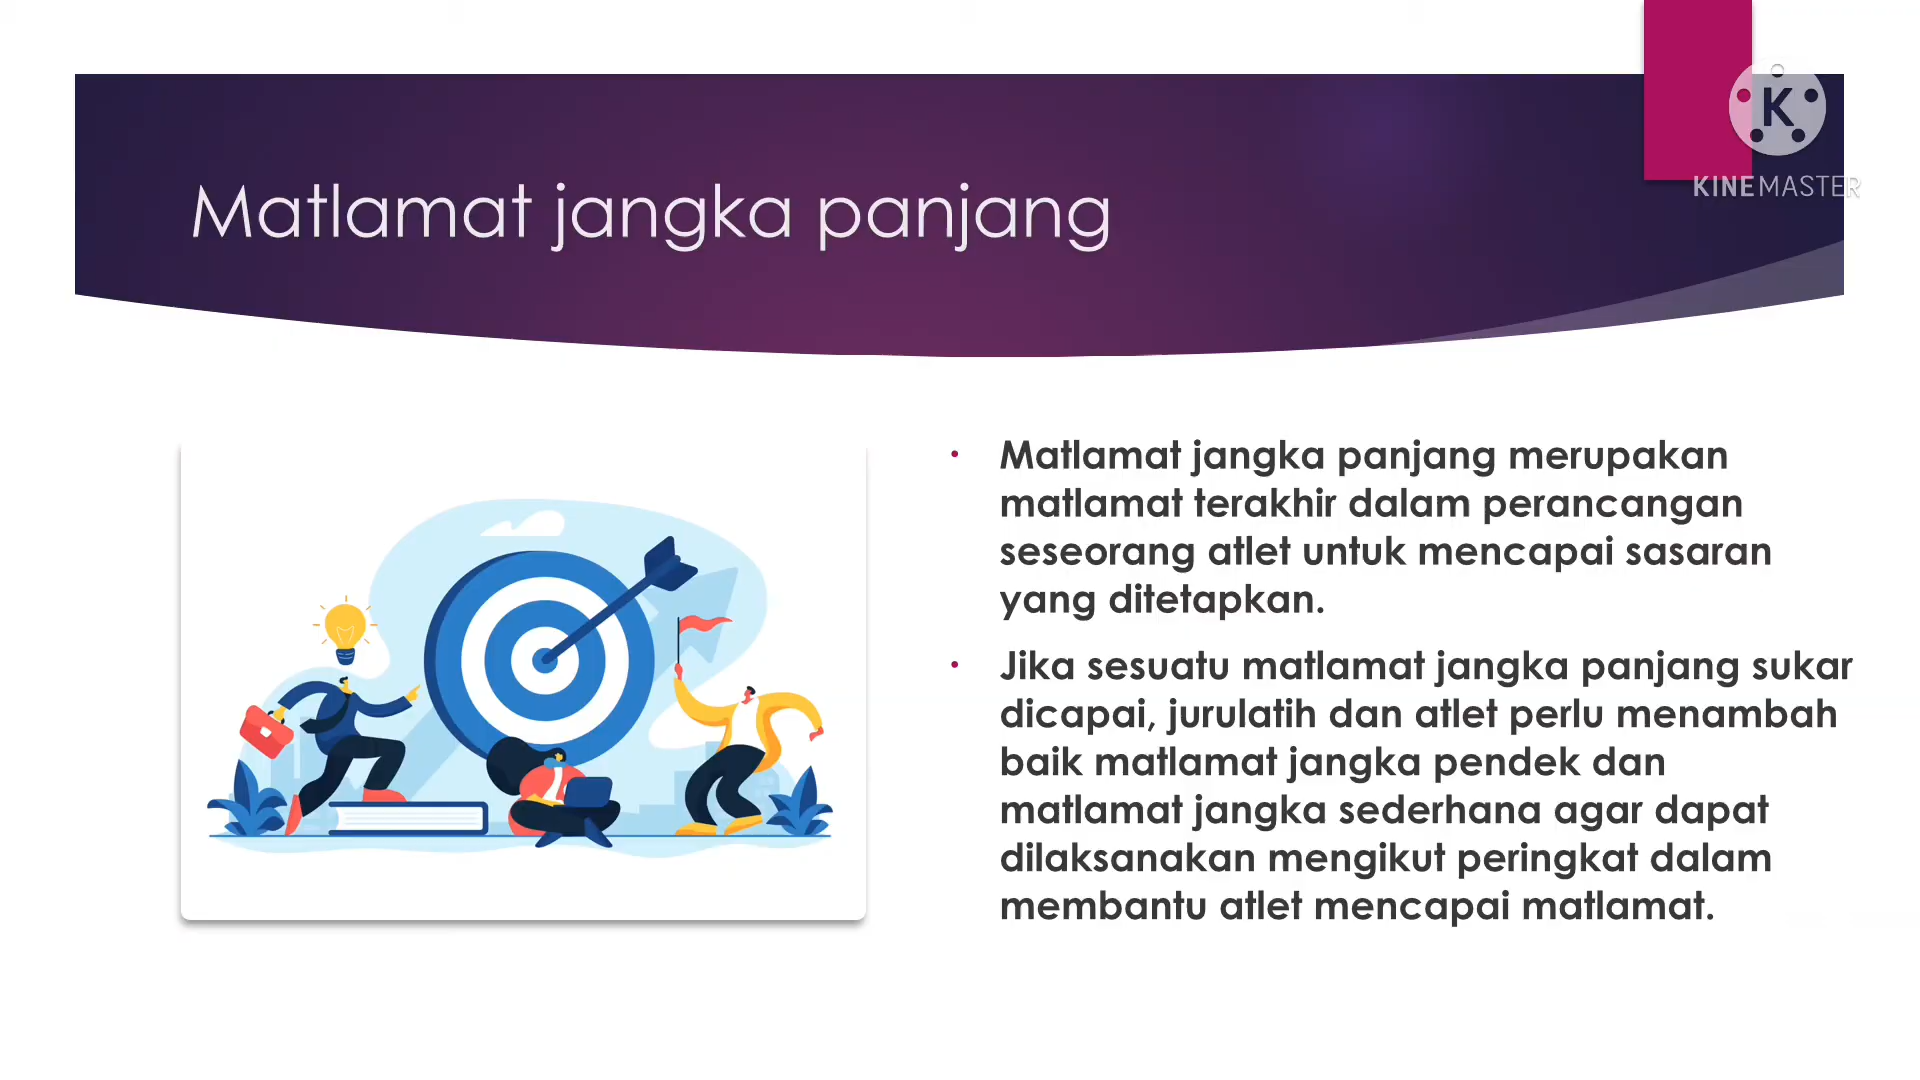 K
KINEMASTER
Matlamat jangka panjang
Matlamat jangka panjang merupakan
matlamat terakhir dalam perancangan
seseorang atlet untuk mencapai sasaran
yang ditetapkan.
Jika sesuatu matlamat jangka panjang sukar
dicapai, jurulatih dan atlet perlu menambah
baik matlamat jangka pendek dan
matlamat jangka sederhana agar dapat
dilaksanakan mengikut peringkat dalam
membantu atlet mencapai matlamat.